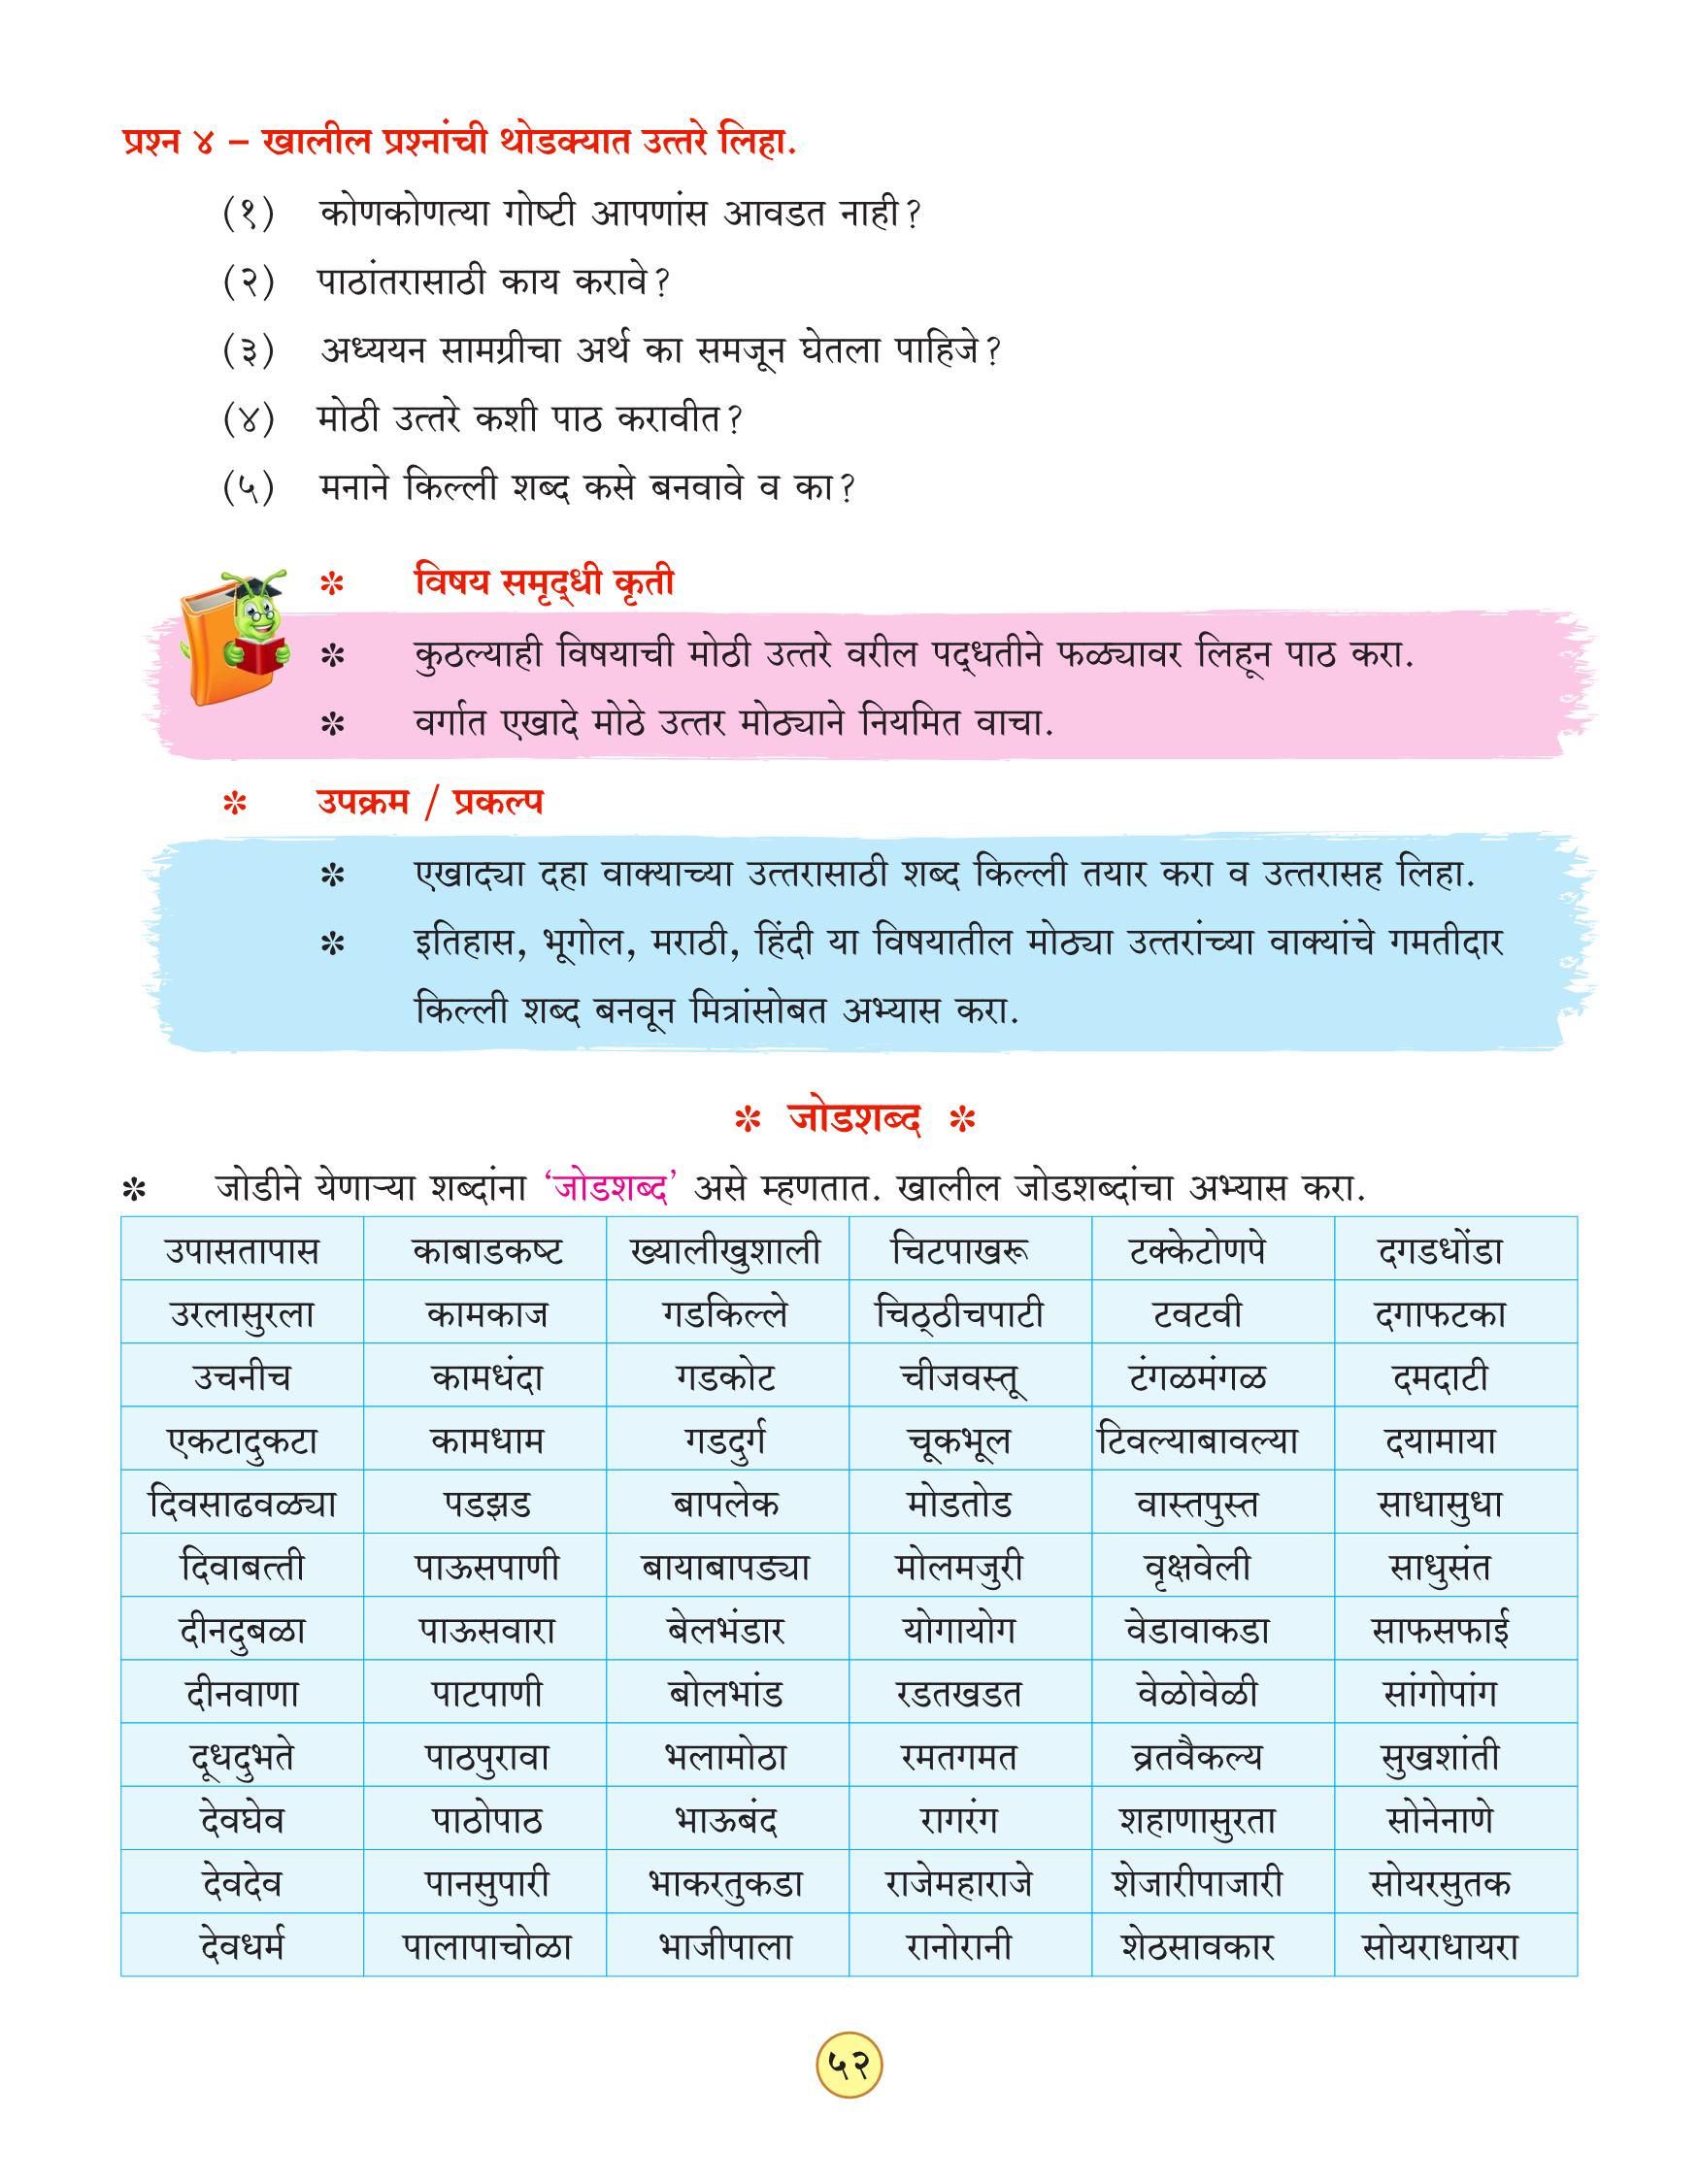 प्रश्न ४ – खालील प्रश्नांची थोडक्यात उत्तरे लिहा.
(१) कोणकोणत्या गोष्टी आपणांस आवडत नाही?
(२) पाठांतरासाठी काय करावे?
(३) अध्ययन सामग्रीचा अर्थ का समजून घेतला पाहिजे?
(४) मोठी उत्तरे कशी पाठ करावीत?
(५) मनाने किल्ली शब्द कसे बनवावे व का?
* विषय समृद्धी कृती
* कुठल्याही विषयाची मोठी उत्तरे वरील पद्धतीने फळ्यावर लिहून पाठ करा.
* वर्गात एखादे मोठे उत्तर मोठ्याने नियमित वाचा.
* उपक्रम / प्रकल्प
* एखाद्या दहा वाक्याच्या उत्तरासाठी शब्द किल्ली तयार करा व उत्तरासह लिहा.
* इतिहास, भूगोल, मराठी, हिंदी या विषयातील मोठ्या उत्तरांच्या वाक्यांचे गमतीदार
किल्ली शब्द बनवून मित्रांसोबत अभ्यास करा.
* जोडशब्द *
* जोडीने येणाऱ्या शब्दांना ‘जोडशब्द’ असे म्हणतात. खालील जोडशब्दांचा अभ्यास करा.
उपासतापास काबाडकष्ट ख्यालीखुशाली चिटपाखरू टक्केटोणपे दगडधोंडा
उरलासुरला कामकाज गडकिल्ले चिठ्ठीचपाटी टवटवी दगाफटका
उचनीच कामधंदा गडकोट चीजवस्तू टंगळमंगळ दमदाटी
एकटादुकटा कामधाम गडदुर्ग चूकभूल टिवल्याबावल्या दयामाया
दिवसाढवळ्या पडझड बापलेक मोडतोड वास्तपुस्त साधासुधा
दिवाबत्ती पाऊसपाणी बायाबापड्या मोलमजुरी वृक्षवेली साधुसंत
दीनदुबळा पाऊसवारा बेलभंडार योगायोग वेडावाकडा साफसफाई
दीनवाणा पाटपाणी बोलभांड रडतखडत वेळोवेळी सांगोपांग
दूधदुभते पाठपुरावा भलामोठा रमतगमत व्रतवैकल्य सुखशांती
देवघेव पाठोपाठ भाऊबंद रागरंग शहाणासुरता सोनेनाणे
देवदेव पानसुपारी भाकरतुकडा राजेमहाराजे शेजारीपाजारी सोयरसुतक
देवधर्म पालापाचोळा भाजीपाला रानोरानी शेठसावकार सोयराधायरा
५२